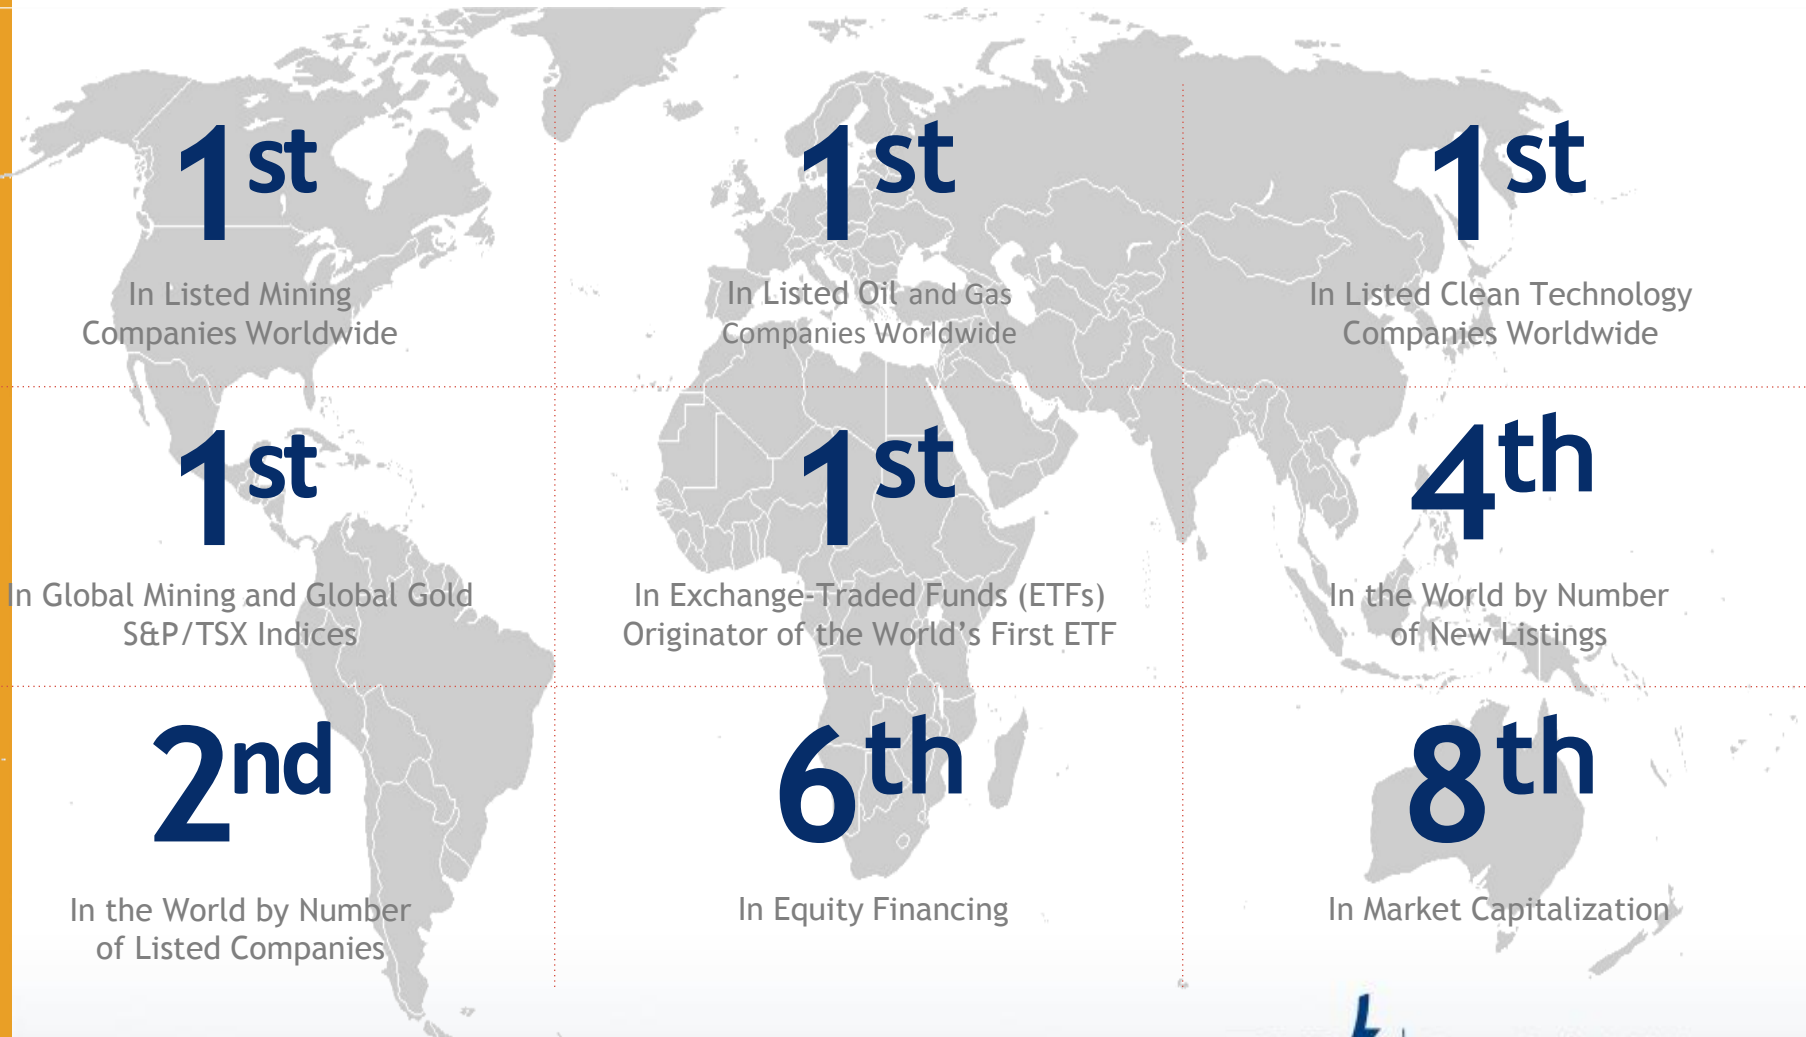 1st
In Listed Mining
Companies Worldwide
1st
In Listed Oil and Gas
Companies Worldwide
1st
In Listed Clean Technology
Companies Worldwide
1st
In Global Mining and Global Gold
S&P/TSX Indices
1st
In Exchange-Traded Funds (ETFs)
Originator of the World’s First ETF
4th
In the World by Number
of New Listings
2nd
In the World by Number
of Listed Companies
6th
In Equity Financing
8th
In Market Capitalization